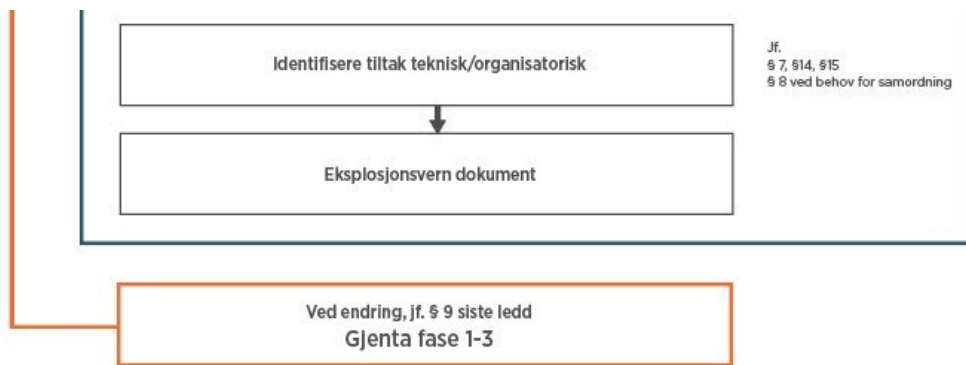 Identifisere tiltak teknisk/organisatorisk
Jf.
§ 7, §14, §15
§ 8 ved behov for samordning
Eksplosjonsvern dokument
Ved endring, jf. § 9 siste ledd
Gjenta fase 1-3